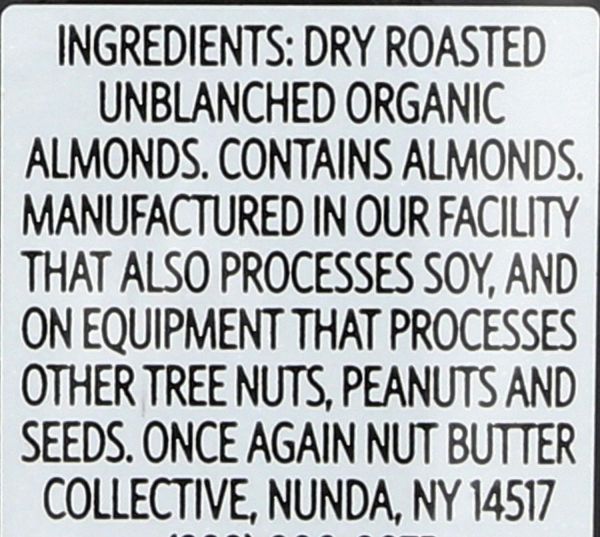 INGREDIENTS: DRY ROASTED
UNBLANCHED ORGANIC
ALMONDS. CONTAINS ALMONDS.
MANUFACTURED IN OUR FACILITY
THAT ALSO PROCESSES SOY, AND
ON EQUIPMENT THAT PROCESSES
OTHER TREE NUTS, PEANUTS AND
SEEDS. ONCE AGAIN NUT BUTTER
COLLECTIVE, NUNDA, NY 14517